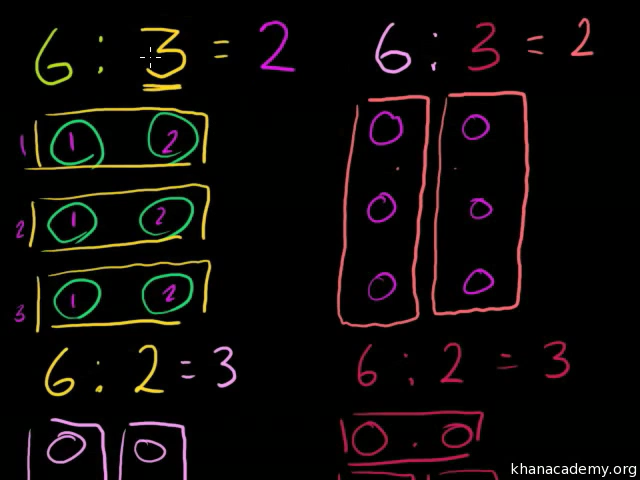 6 : 3 = 2
6 : 3 = 2
1 1 2
2 1 2
3 1 2
6 : 2 = 3
6 : 2 = 3
khanacademy.org